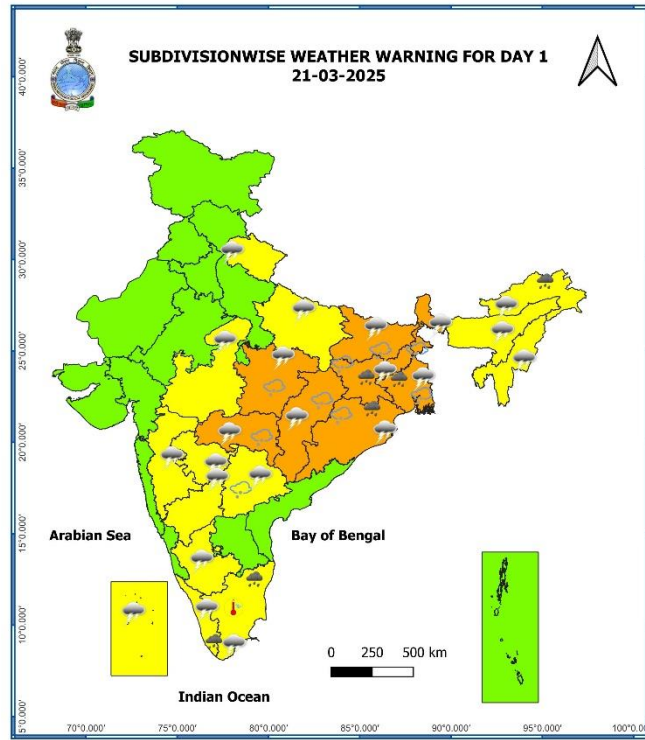 SUBDIVISIONWISE WEATHER WARNING FOR DAY 1
21-03-2025
40°0.000'
35°0.000'
30°0.000'
25°0.000'
20°0.000'
15°0.000'
10°0.000'
5°0.000'
Arabian Sea
Bay of Bengal
0 250 500 km
Indian Ocean
70°0.000' 75°0.000' 80°0.000' 85°0.000' 90°0.000' 95°0.000' 100°0.0